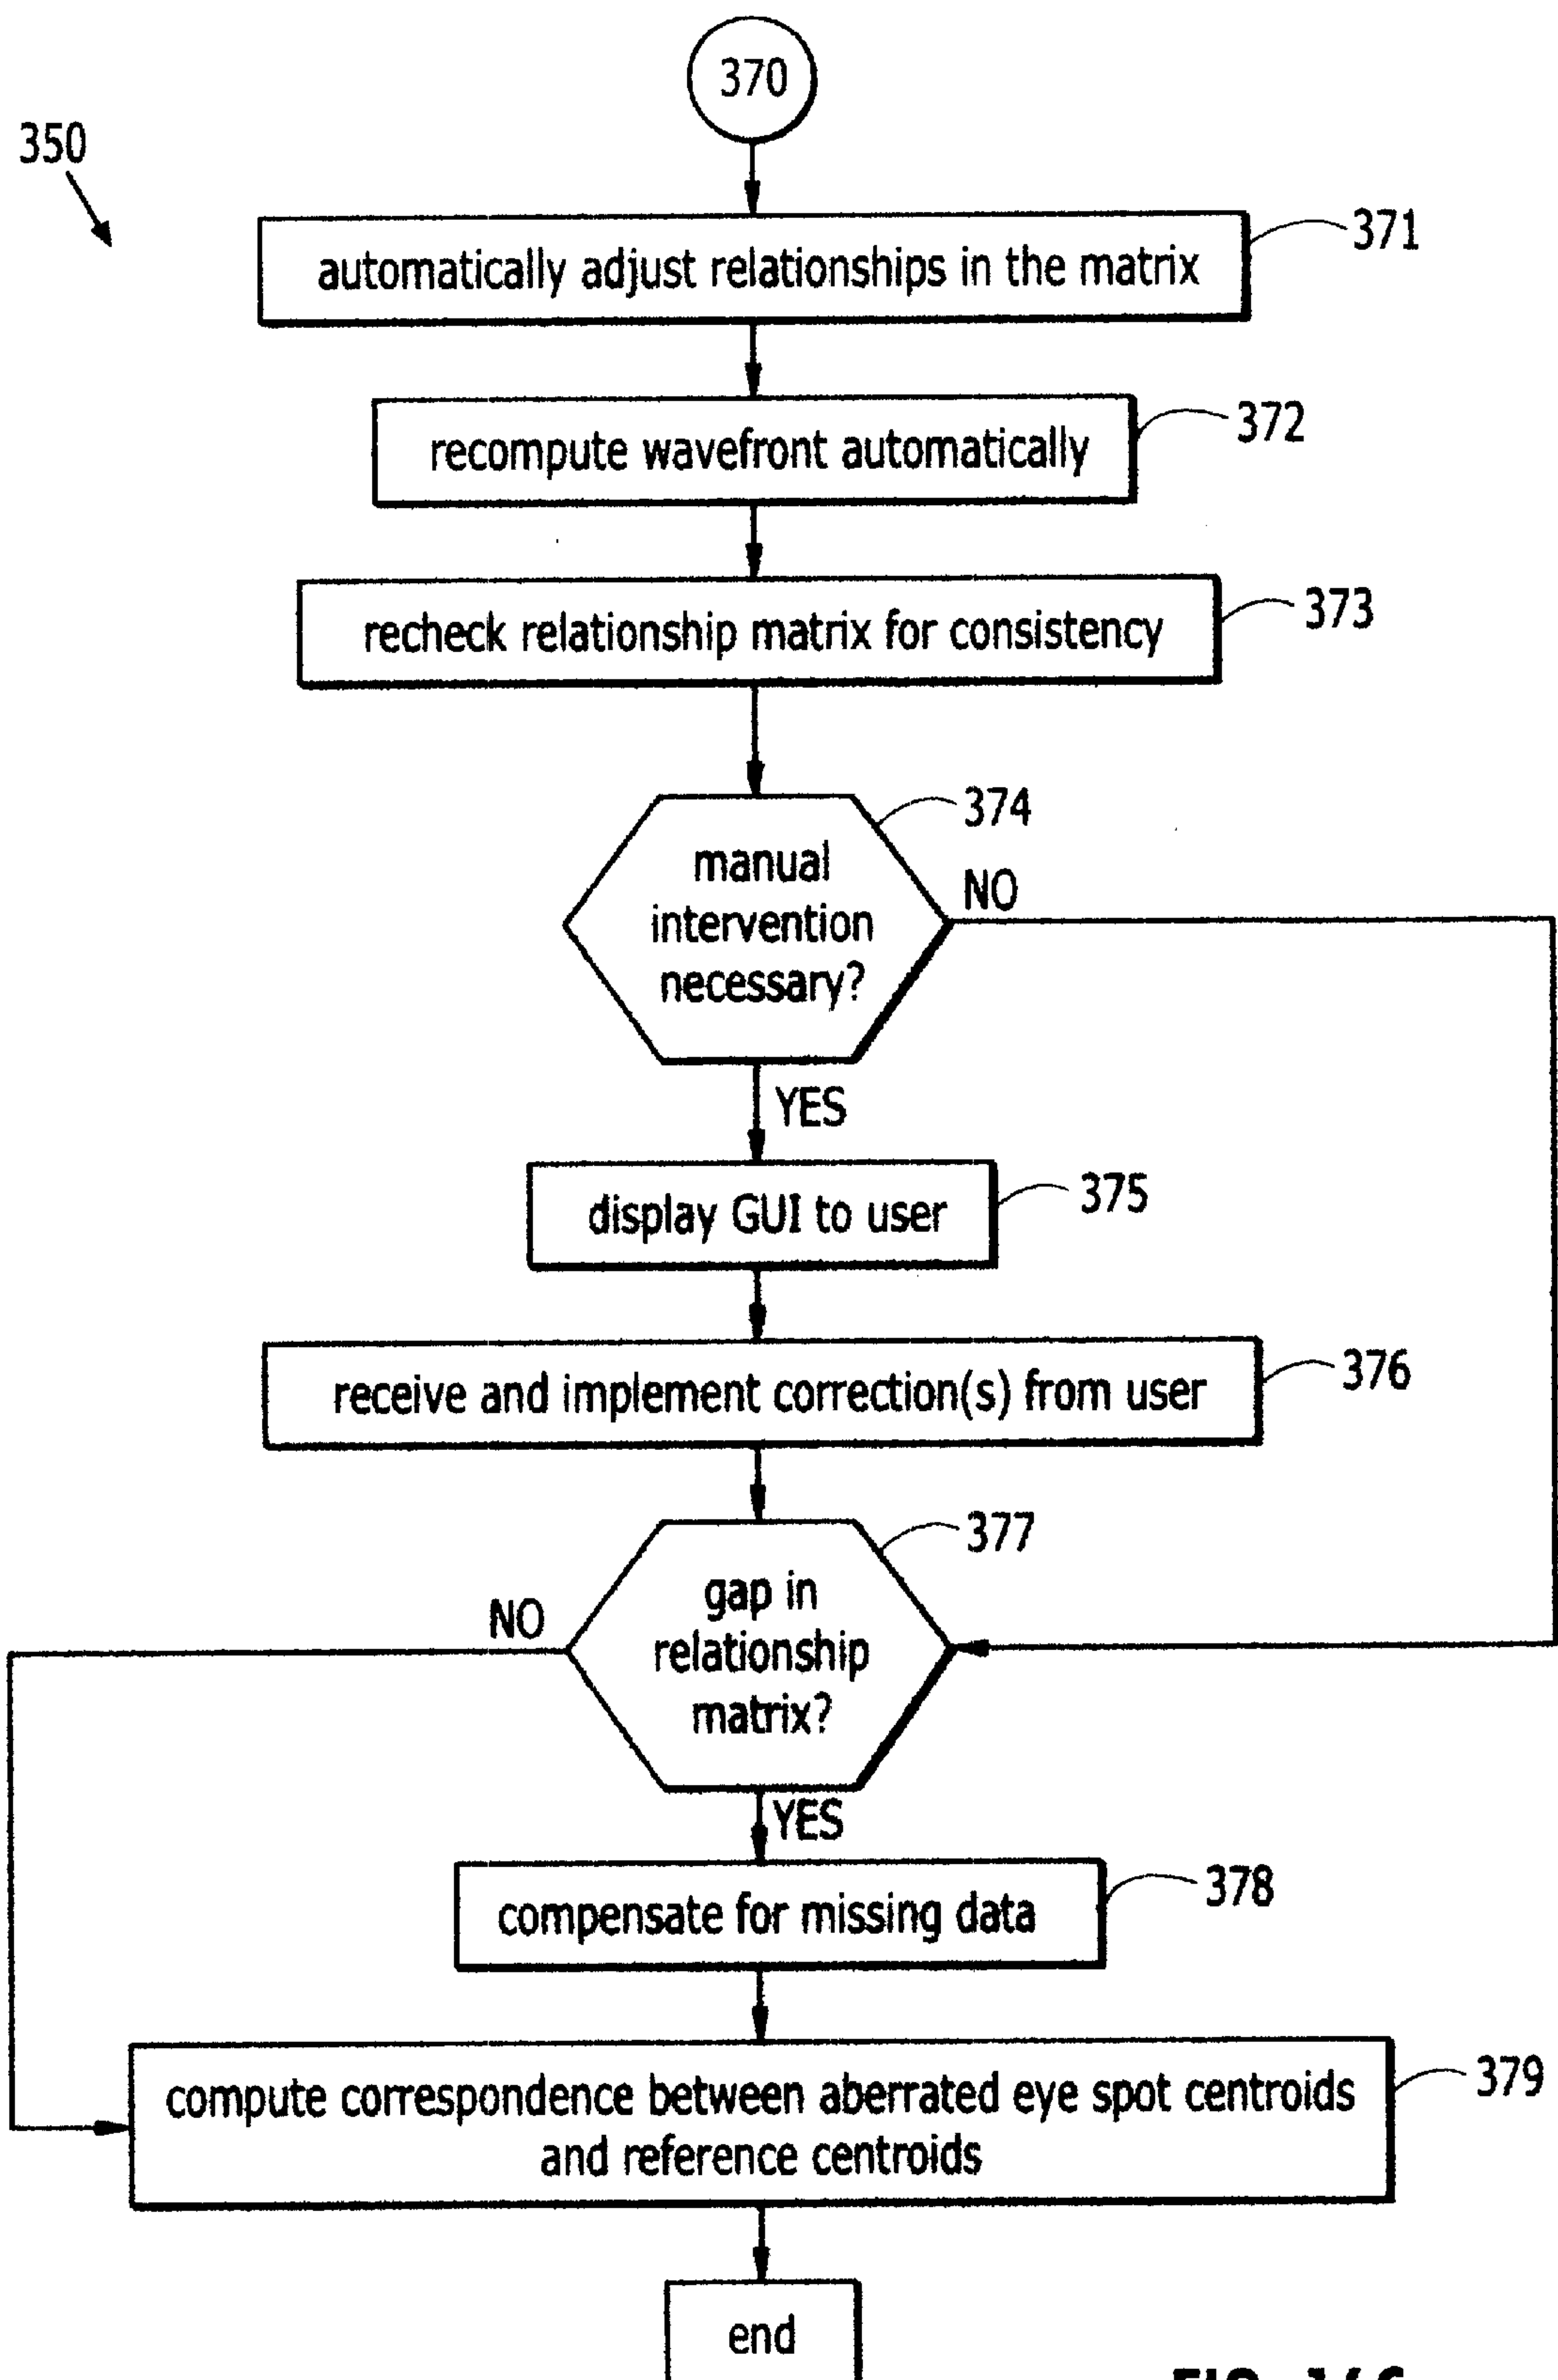 370
350
automatically adjust relationships in the matrix
371
recompute wavefront automatically
372
recheck relationship matrix for consistency
373
374
manual
intervention
necessary?
NO
YES
display GUI to user
375
receive and implement correction(s) from user
376
377
gap in
relationship
matrix?
NO
YES
compensate for missing data
378
compute correspondence between aberrated eye spot centroids
and reference centroids
379
end